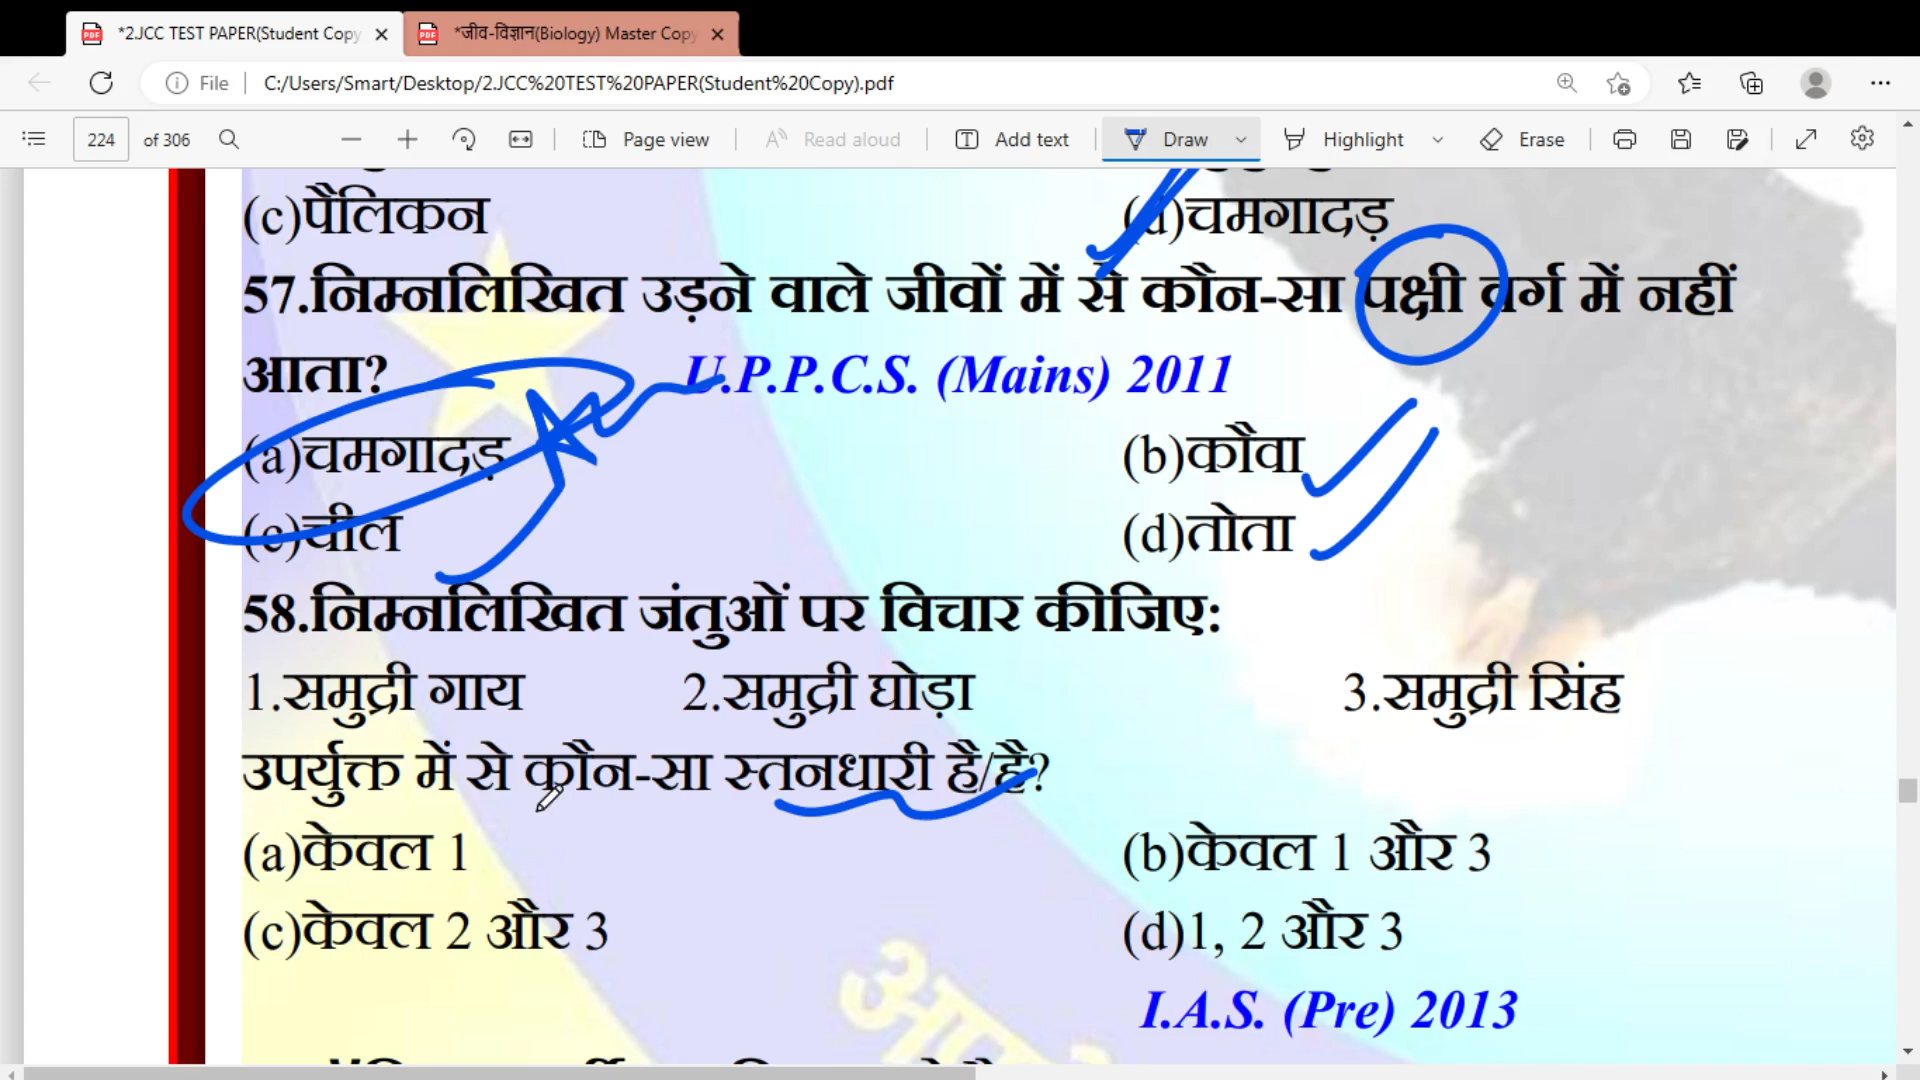 *2.JCC TEST PAPER(Student Copy
*जीव-विज्ञान(Biology) Master Copy
File
C:/Users/Smart/Desktop/2.JCC%20TEST%20PAPER(Student%20Copy).pdf
224 of 306
Page view
Read aloud
Add text
Draw
Highlight
Erase
(c)पैलिकन (d)चमगादड़
57.निम्नलिखित उड़ने वाले जीवों में से कौन-सा पक्षी वर्ग में नहीं
आता? U.P.P.C.S. (Mains) 2011
(a)चमगादड़ (b)कौवा
(c)चील (d)तोता
58.निम्नलिखित जंतुओं पर विचार कीजिए:
1.समुद्री गाय 2.समुद्री घोड़ा 3.समुद्री सिंह
उपर्युक्त में से कौन-सा स्तनधारी है/है?
(a)केवल 1 (b)केवल 1 और 3
(c)केवल 2 और 3 (d)1, 2 और 3
I.A.S. (Pre) 2013